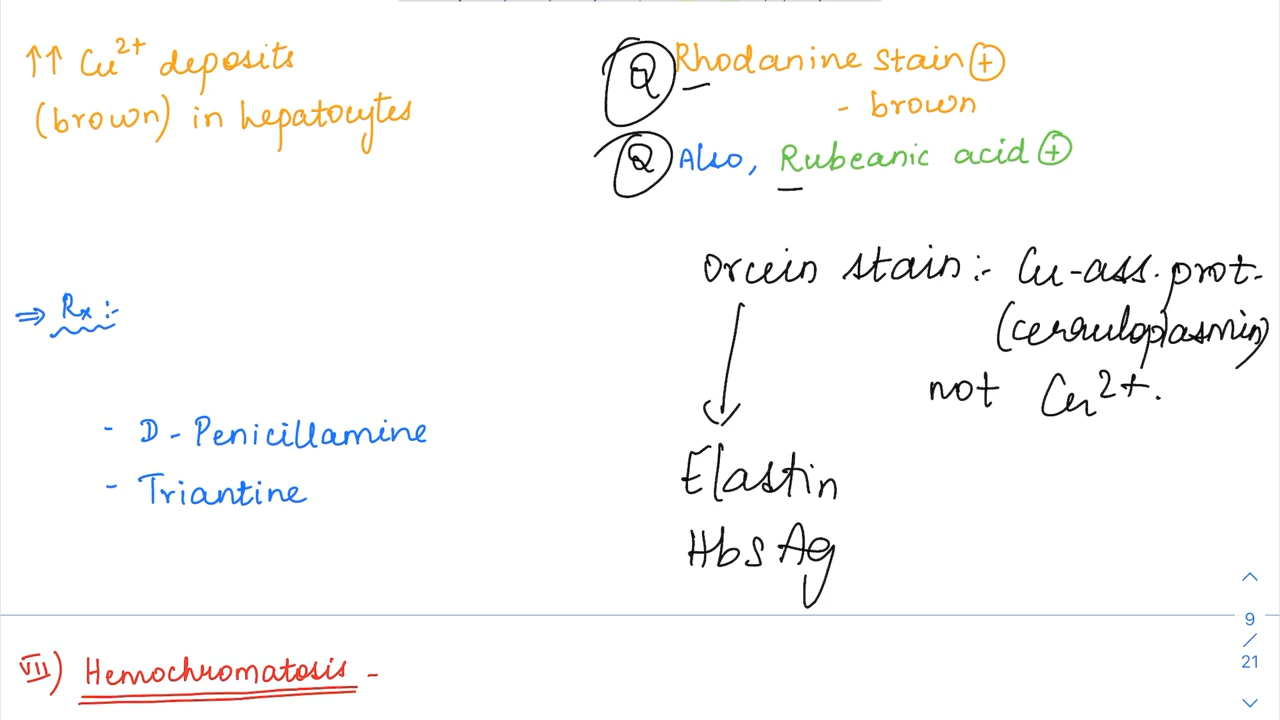 ↑↑ Cu²⁺ deposits
(brown) in hepatocytes
Q Rhodanine stain ⊕
- brown
Q Also, Rubeanic acid ⊕
Orcein stain :- Cu-ass. prot.
(ceruloplasmin)
not Cu²⁺.
⇒ Rx :-
- D-Penicillamine
- Triantine
Elastin
HbsAg
VII) Hemochromatosis -
9
/
21